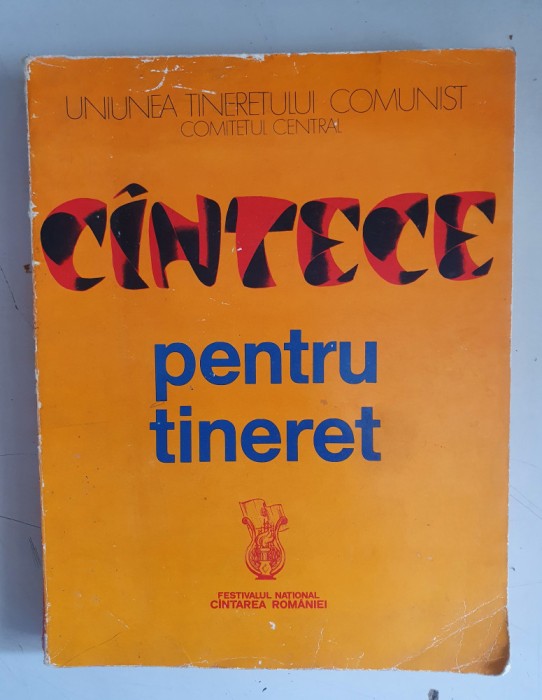 UNIUNEA TINERETULUI COMUNIST
COMITETUL CENTRAL
CÎNTECE
pentru
tineret
FESTIVALUL NAȚIONAL
CÎNTAREA ROMÂNIEI